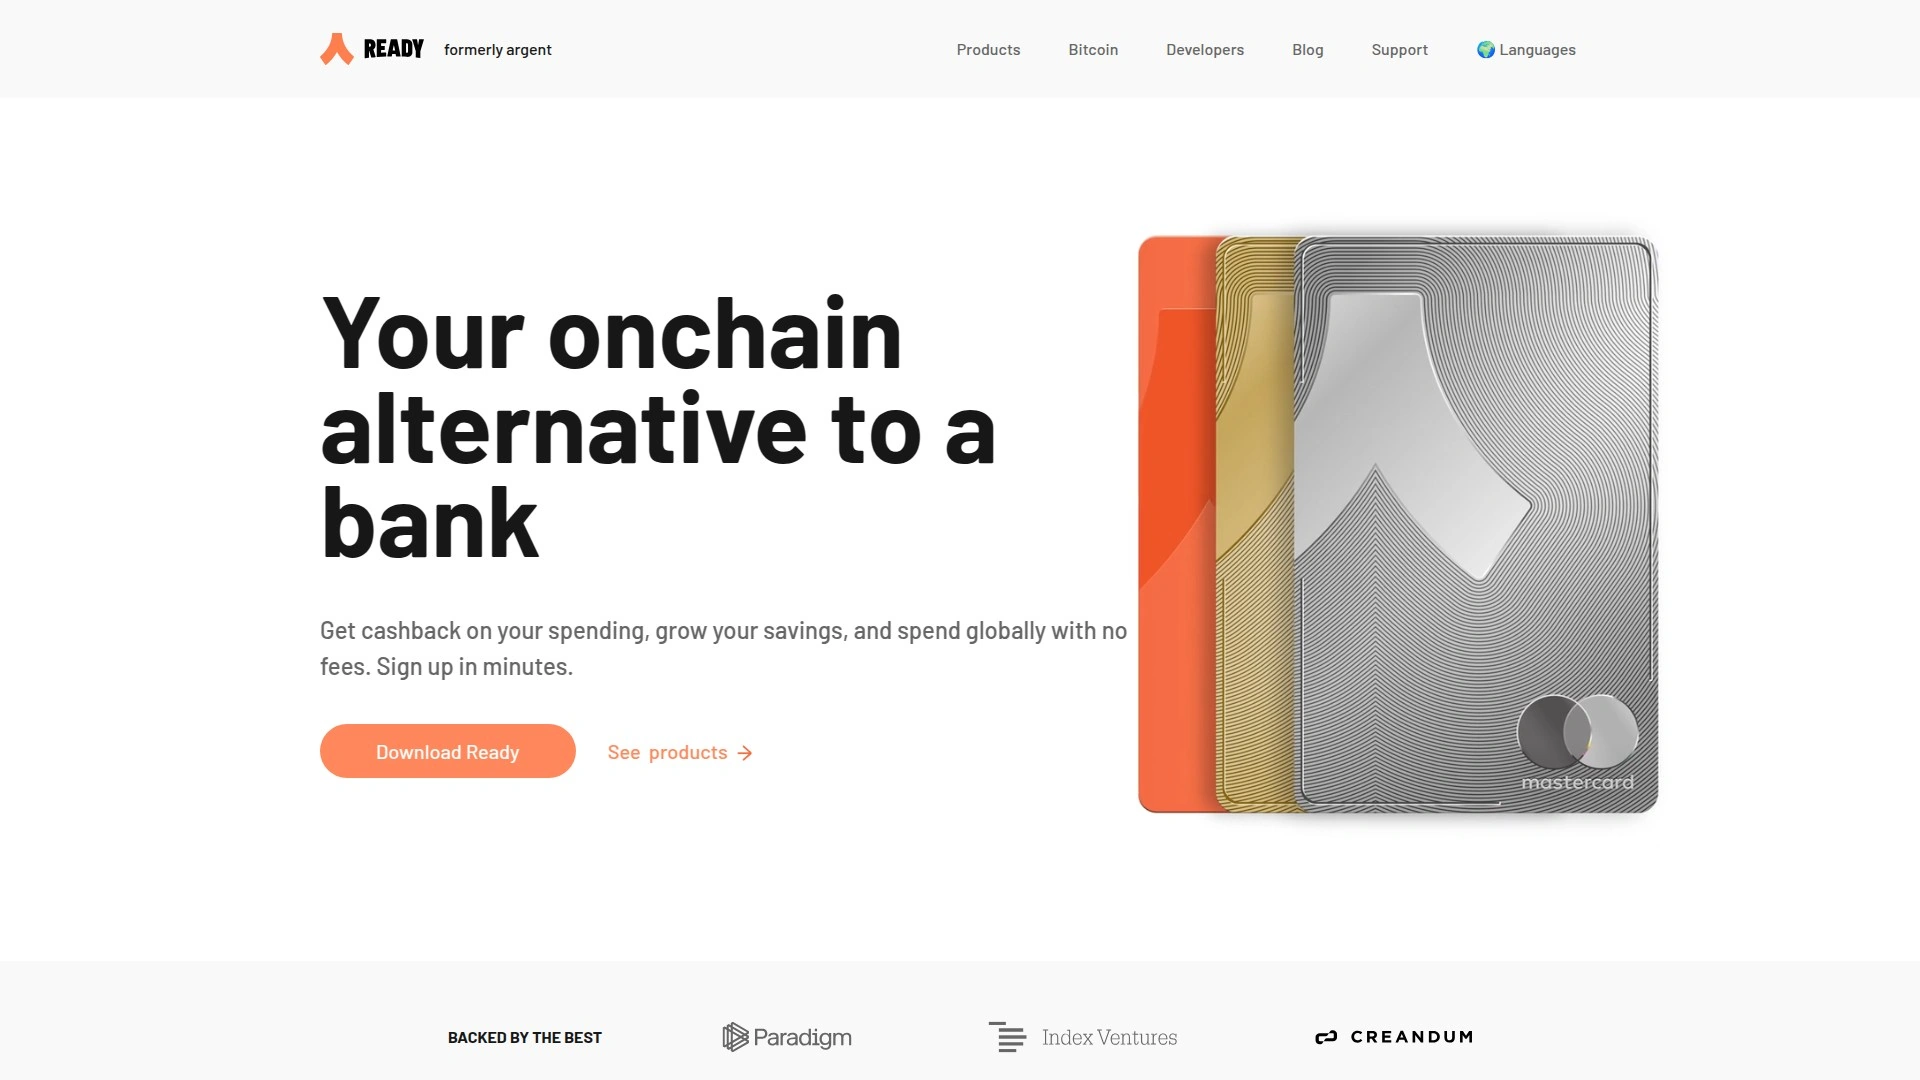 READY formerly argent
Products Bitcoin Developers Blog Support Languages
Your onchain
alternative to a
bank
Get cashback on your spending, grow your savings, and spend globally with no
fees. Sign up in minutes.
Download Ready See products →
mastercard
BACKED BY THE BEST Paradigm Index Ventures CREANDUM